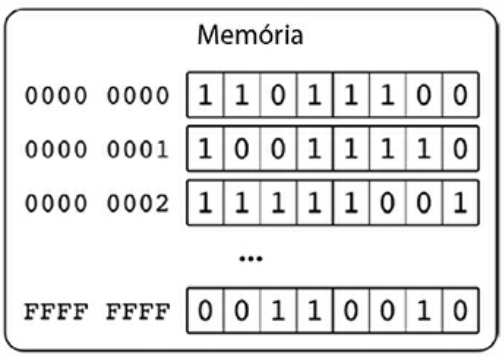 Memória
0000 0000 1 1 0 1 1 1 0 0
0000 0001 1 0 0 1 1 1 1 0
0000 0002 1 1 1 1 1 0 0 1
...
FFFF FFFF 0 0 1 1 0 0 1 0